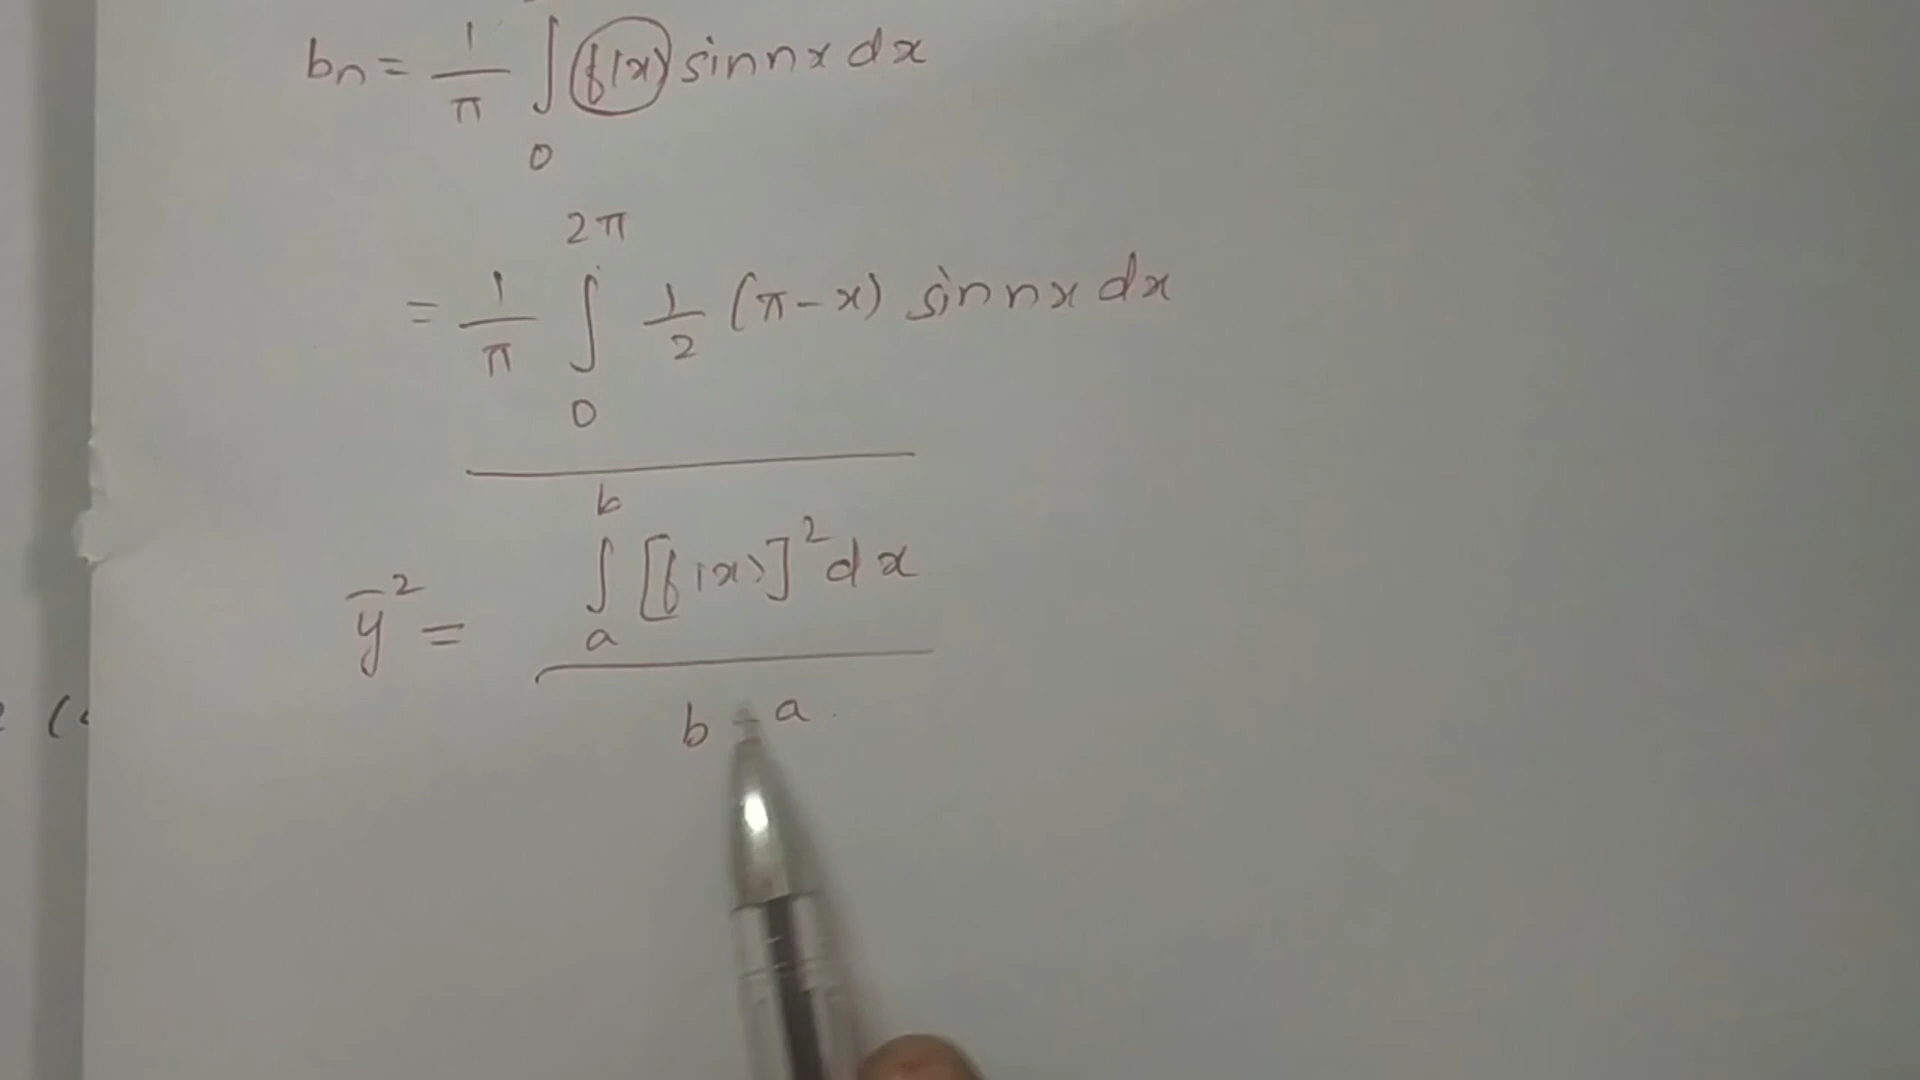 bn = 1/π ∫0 f(x) sin nx dx
= 1/π ∫0^2π 1/2 (π - x) sin nx dx
ȳ² = ∫a^b [f(x)]² dx / b - a